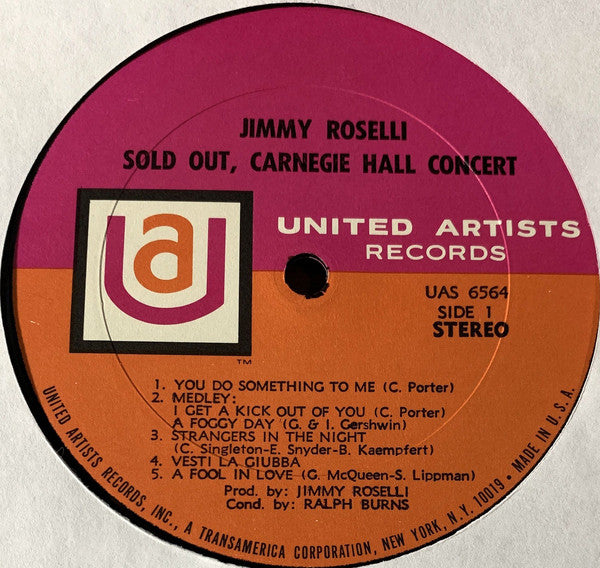 JIMMY ROSELLI
SOLD OUT, CARNEGIE HALL CONCERT
ua
TM
UNITED ARTISTS
RECORDS
UAS 6564
SIDE 1
STEREO
1. YOU DO SOMETHING TO ME (C. Porter)
2. MEDLEY:
I GET A KICK OUT OF YOU (C. Porter)
A FOGGY DAY (G. & I. Gershwin)
3. STRANGERS IN THE NIGHT
(C. Singleton-E. Snyder-B. Kaempfert)
4. VESTI LA GIUBBA
5. A FOOL IN LOVE (G. McQueen-S. Lippman)
Prod. by: JIMMY ROSELLI
Cond. by: RALPH BURNS
UNITED ARTISTS RECORDS, INC., A TRANSAMERICA CORPORATION, NEW YORK, N.Y. 10019 • MADE IN U.S.A.